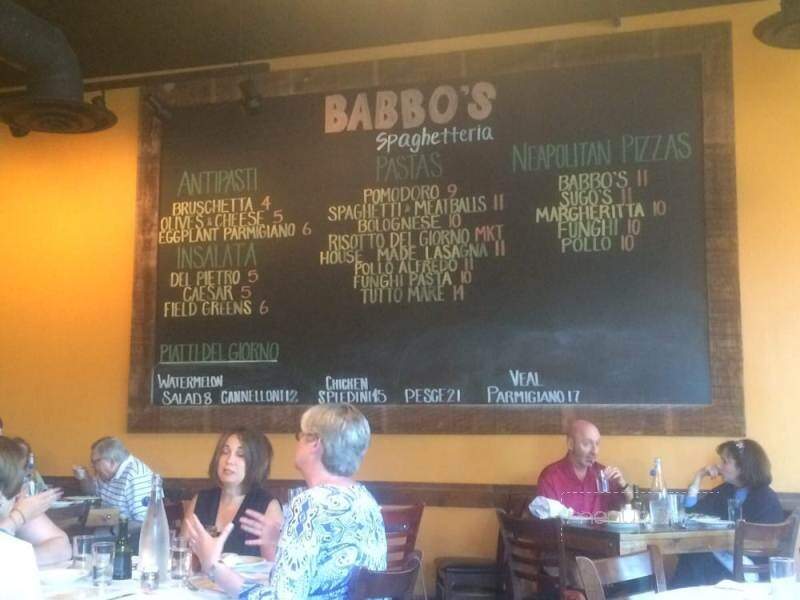 BABBO'S
Spaghetteria
ANTIPASTI
BRUSCHETTA 4
OLIVES & CHEESE 5
EGGPLANT PARMIGIANO 6
INSALATA
DEL PIETRO 5
CAESAR 5
FIELD GREENS 6
PASTAS
POMODORO 9
SPAGHETTI & MEATBALLS 11
BOLOGNESE 10
RISOTTO DEL GIORNO MKT
HOUSE MADE LASAGNA 11
POLLO ALFREDO 11
FUNGHI PASTA 10
TUTTO MARE 14
NEAPOLITAN PIZZAS
BABBO'S 11
SUGO'S 11
MARGHERITTA 10
FUNGHI 10
POLLO 10
PIATTI DEL GIORNO
WATERMELON
SALAD 8
CANNELLONI 12
CHICKEN
SPIEDINI 15
PESCE 21
VEAL
PARMIGIANO 17